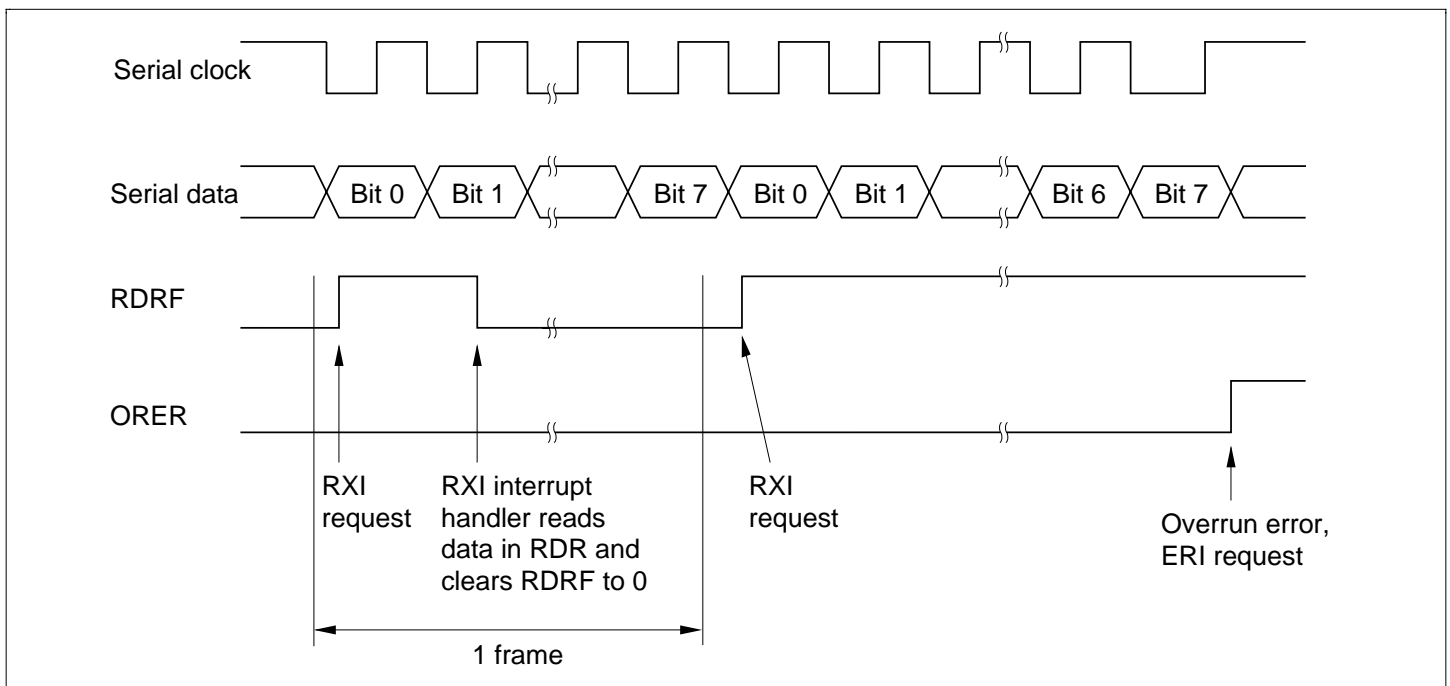 Serial clock
Serial data
Bit 0
Bit 1
Bit 7
Bit 0
Bit 1
Bit 6
Bit 7
RDRF
ORER
RXI
request
RXI interrupt
handler reads
data in RDR and
clears RDRF to 0
RXI
request
Overrun error,
ERI request
1 frame